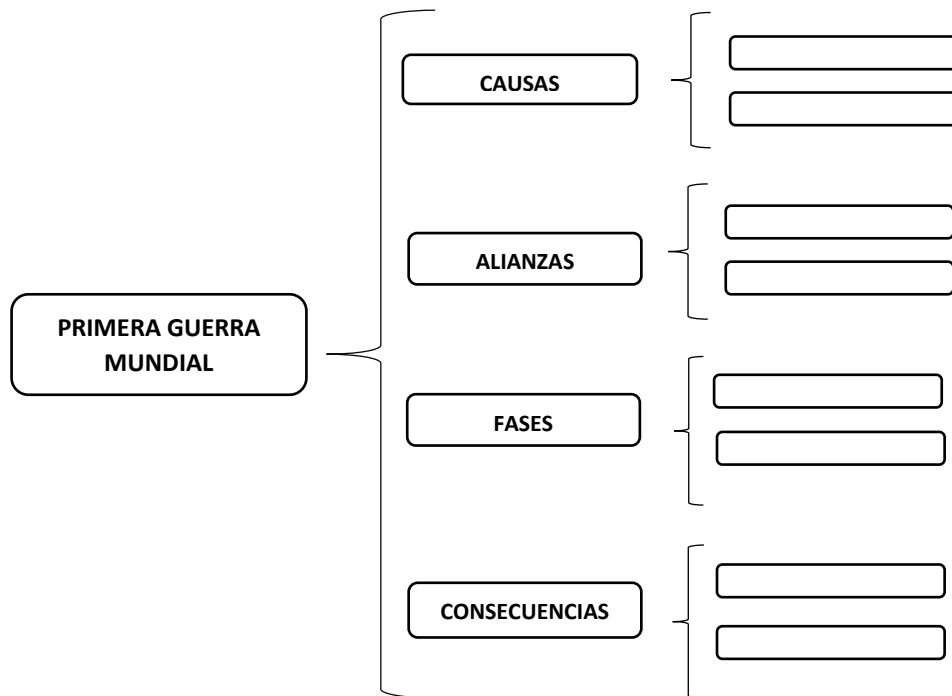 CAUSAS
ALIANZAS
PRIMERA GUERRA
MUNDIAL
FASES
CONSECUENCIAS